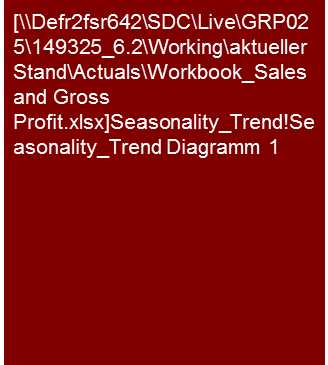 [\\Defr2fsr642\SDC\Live\GRP02
5\149325_6.2\Working\aktueller
Stand\Actuals\Workbook_Sales
and Gross
Profit.xlsx]Seasonality_Trend!Se
asonality_Trend Diagramm 1